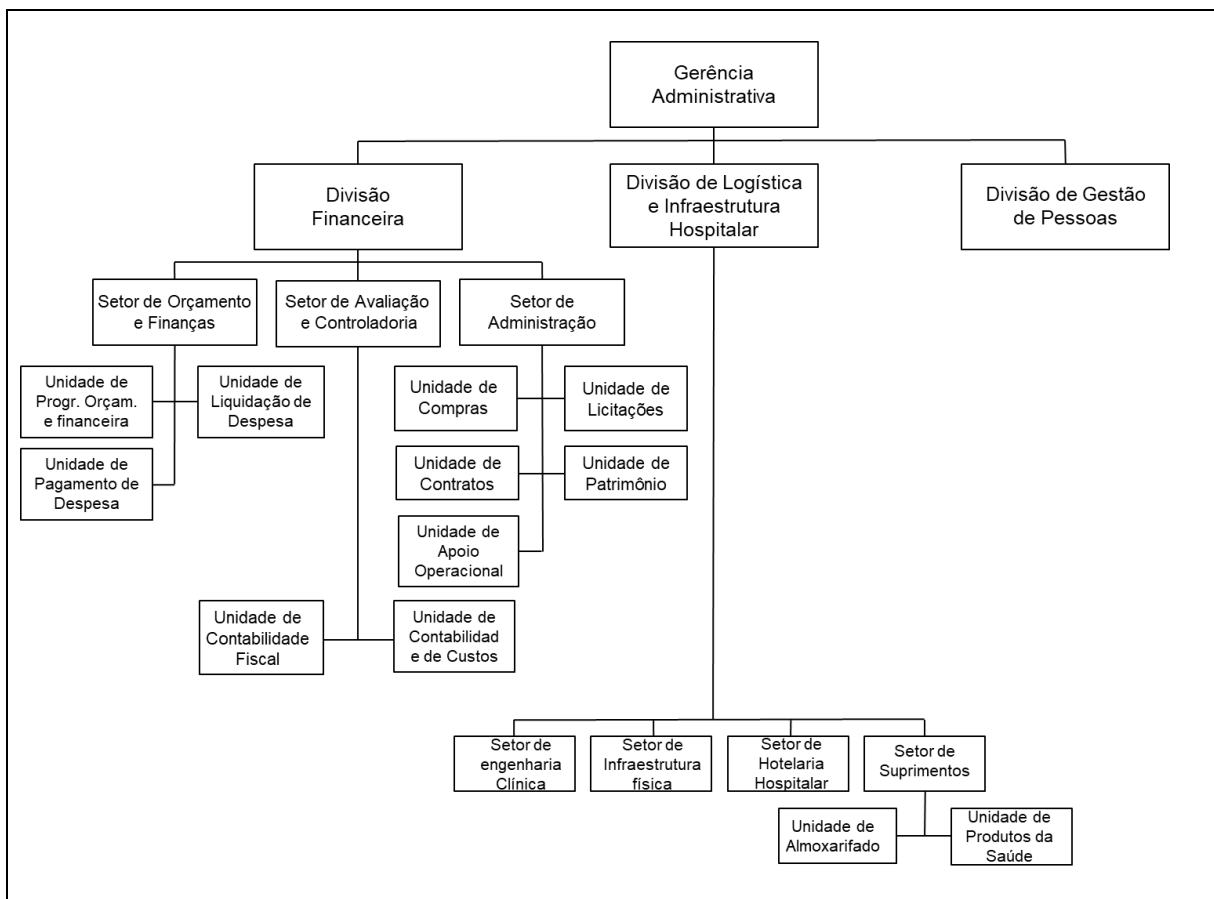 Gerência
Administrativa
Divisão
Financeira
Divisão de Logística
e Infraestrutura
Hospitalar
Divisão de Gestão
de Pessoas
Setor de Orçamento
e Finanças
Setor de Avaliação
e Controladoria
Setor de
Administração
Unidade de
Progr. Orçam.
e financeira
Unidade de
Liquidação de
Despesa
Unidade de
Compras
Unidade de
Licitações
Unidade de
Pagamento de
Despesa
Unidade de
Contratos
Unidade de
Patrimônio
Unidade de
Apoio
Operacional
Unidade de
Contabilidade
Fiscal
Unidade de
Contabilidad
e de Custos
Setor de
engenharia
Clínica
Setor de
Infraestrutura
física
Setor de
Hotelaria
Hospitalar
Setor de
Suprimentos
Unidade de
Almoxarifado
Unidade de
Produtos da
Saúde